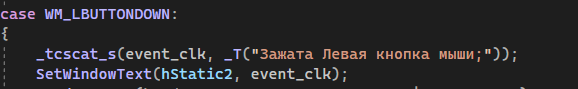 case WM_LBUTTONDOWN:
{
_tcscat_s(event_clk, _T("Зажата Левая кнопка мыши;"));
SetWindowText(hStatic2, event_clk);